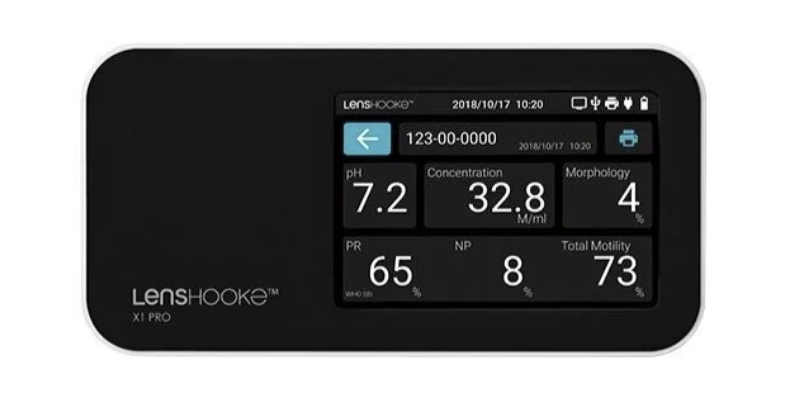 LENSHOOKE™ 2018/10/17 10:20
123-00-0000 2018/10/17 10:20
pH Concentration Morphology
7.2 32.8 4
M/ml %
PR NP Total Motility
65 8 73
WHO 5th % % %
LENSHOOKE™
X1 PRO